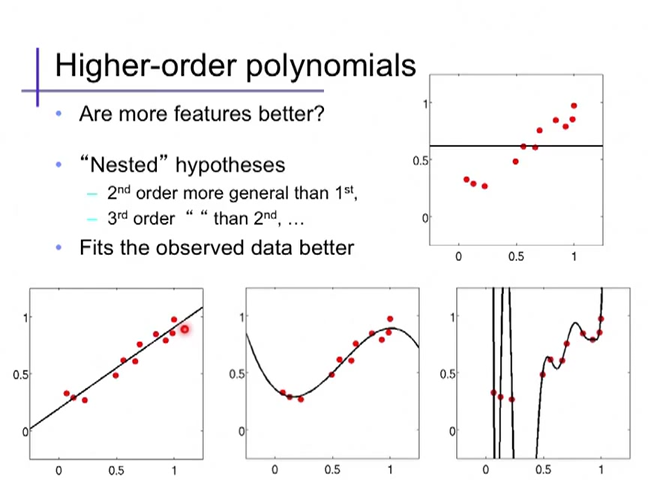 Higher-order polynomials
• Are more features better?
• “Nested” hypotheses
– 2nd order more general than 1st,
– 3rd order “ “ than 2nd, …
• Fits the observed data better
1
0.5
0
0 0.5 1
1
0.5
0
0 0.5 1
1
0.5
0
0 0.5 1
1
0.5
0
0 0.5 1